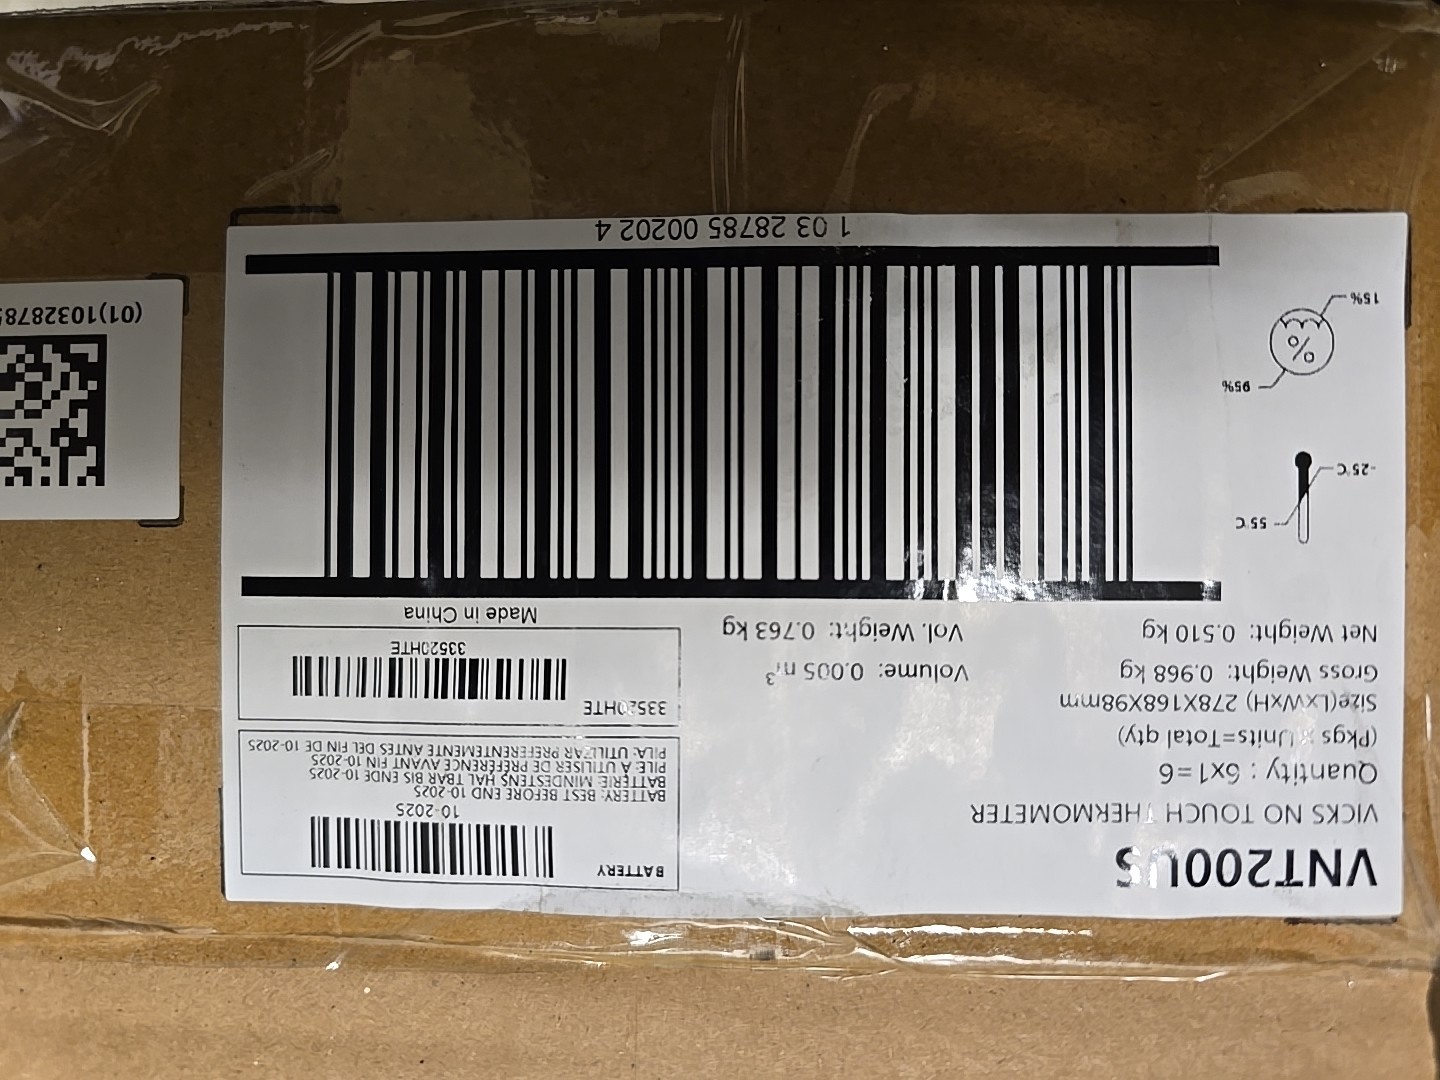 VNT200US
VICKS NO TOUCH THERMOMETER
Quantity : 6x1=6
(Pkgs x Units=Total qty)
Size(LxWxH) 278X168X98mm
Gross Weight: 0.968 kg
Net Weight: 0.510 kg
Volume: 0.005 m³
Vol. Weight: 0.763 kg
BATTERY
10-2025
BATTERY: BEST BEFORE END 10-2025
BATTERIE: MINDESTENS HALTBAR BIS ENDE 10-2025
PILE: À UTILISER DE PRÉFÉRENCE AVANT FIN 10-2025
PILA: UTILIZAR PREFERENTEMENTE ANTES DEL FIN DE 10-2025
33520HTE
33520HTE
Made in China
55°C
-25°C
95%
%
15%
1 03 28785 00202 4
(01)10328785